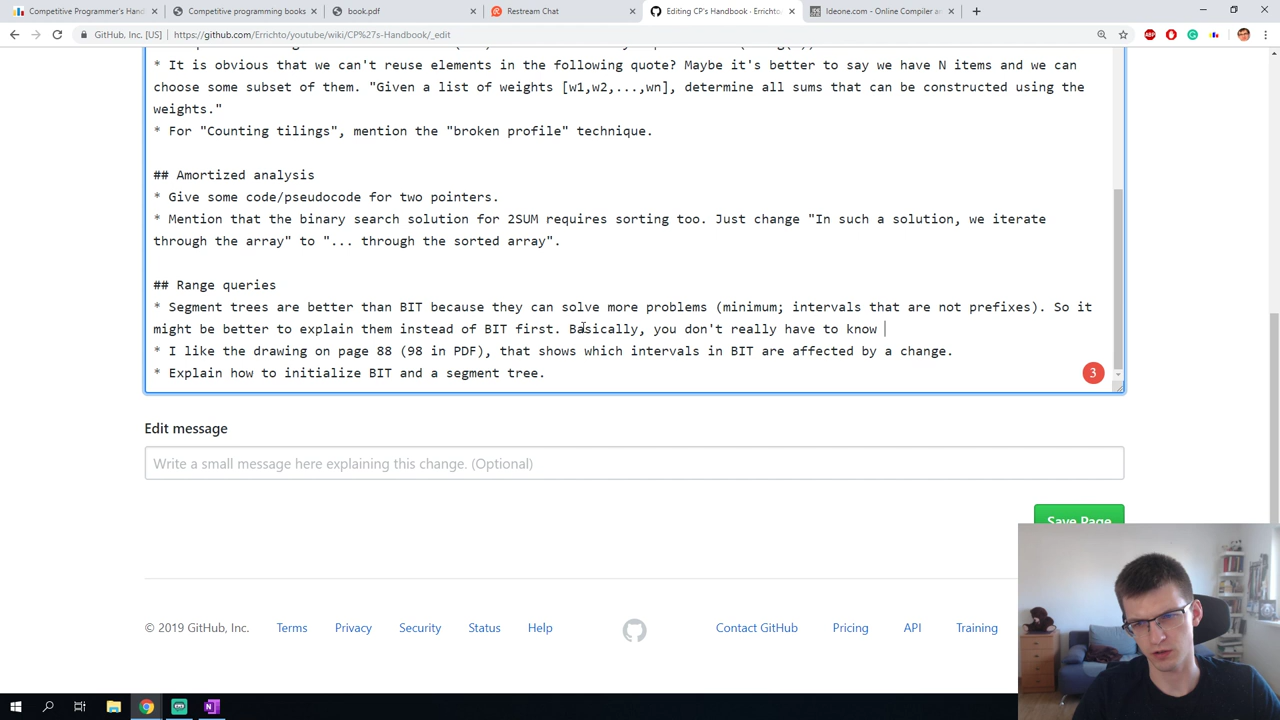 Competitive Programmer's Hand
Competitive programming books
book.pdf
Restream Chat
Editing CP's Handbook · Errichto
Ideone.com - Online Compiler an
GitHub, Inc. [US]
https://github.com/Errichto/youtube/wiki/CP%27s-Handbook/_edit
* It is obvious that we can't reuse elements in the following quote? Maybe it's better to say we have N items and we can
choose some subset of them. "Given a list of weights [w1,w2,...,wn], determine all sums that can be constructed using the
weights."
* For "Counting tilings", mention the "broken profile" technique.
## Amortized analysis
* Give some code/pseudocode for two pointers.
* Mention that the binary search solution for 2SUM requires sorting too. Just change "In such a solution, we iterate
through the array" to "... through the sorted array".
## Range queries
* Segment trees are better than BIT because they can solve more problems (minimum; intervals that are not prefixes). So it
might be better to explain them instead of BIT first. Basically, you don't really have to know
* I like the drawing on page 88 (98 in PDF), that shows which intervals in BIT are affected by a change.
* Explain how to initialize BIT and a segment tree.
3
Edit message
Write a small message here explaining this change. (Optional)
Save Page
© 2019 GitHub, Inc.
Terms
Privacy
Security
Status
Help
Contact GitHub
Pricing
API
Training